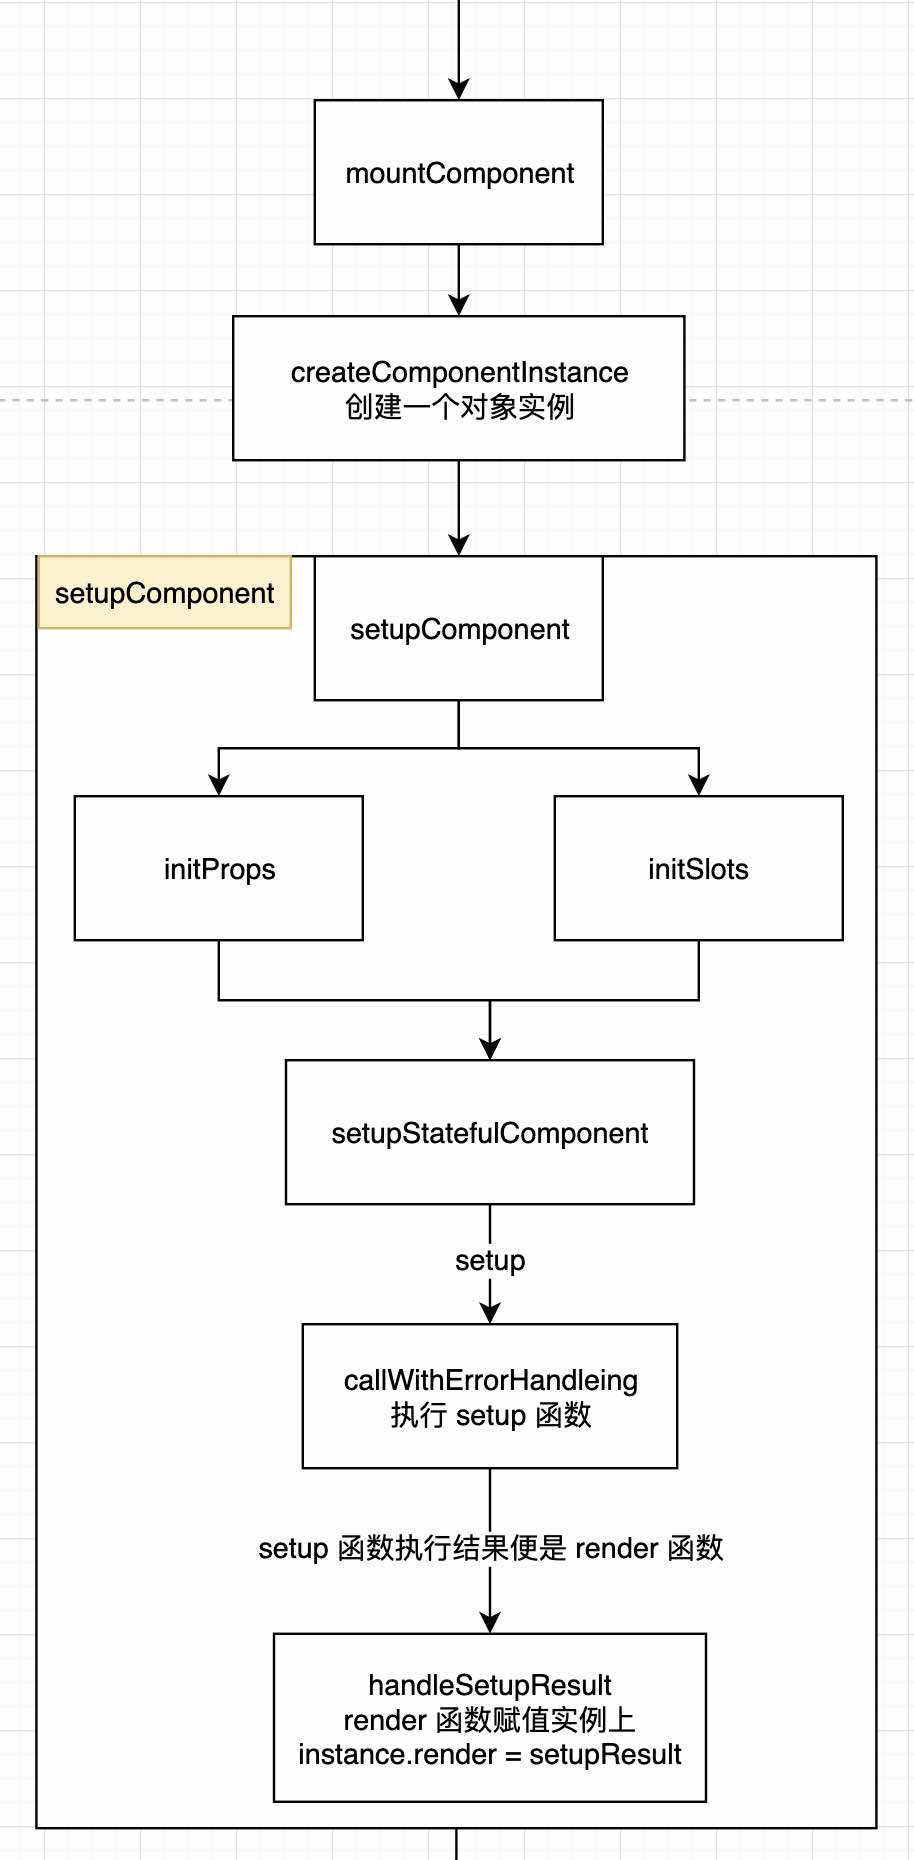 mountComponent
createComponentInstance
创建一个对象实例
setupComponent
setupComponent
initProps
initSlots
setupStatefulComponent
setup
callWithErrorHandleing
执行 setup 函数
setup 函数执行结果便是 render 函数
handleSetupResult
render 函数赋值实例上
instance.render = setupResult